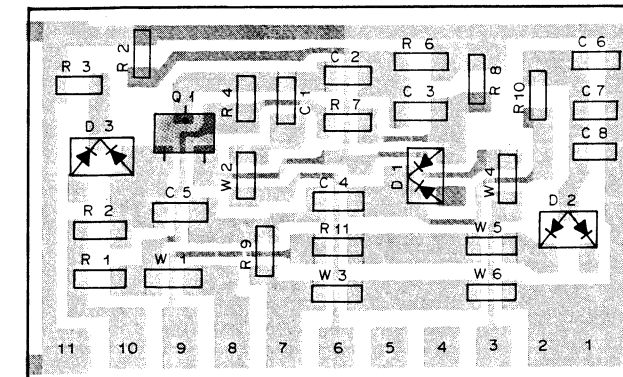 R 2
R 3
Q 1
R 4
C 1
C 2
R 7
R 6
C 3
R 8
R10
C 6
C 7
C 8
D 3
W 2
D 1
W 4
R 2
C 5
C 4
D 2
R 9
R 11
W 5
R 1
W 1
W 3
W 6
11 10 9 8 7 6 5 4 3 2 1